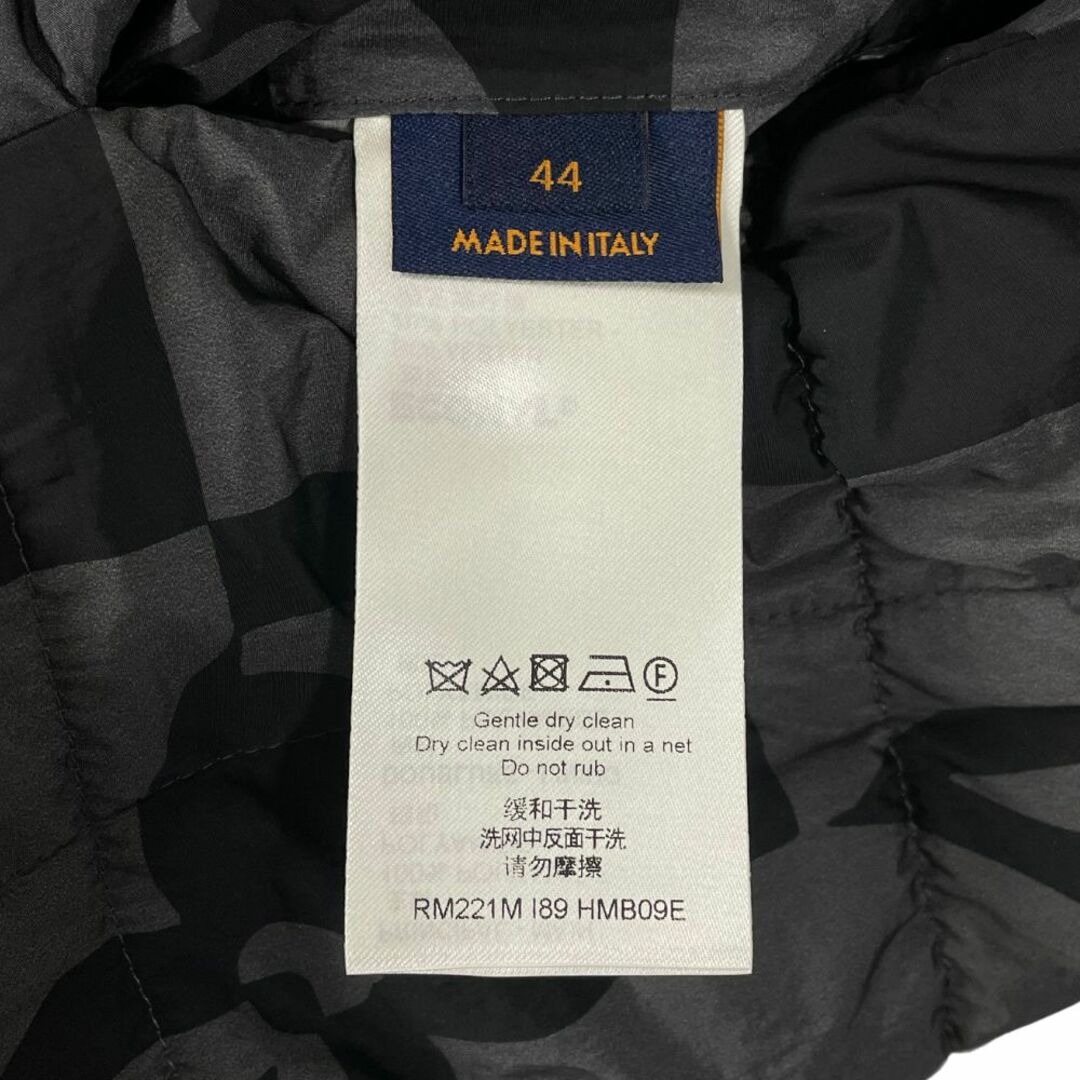 44
MADE IN ITALY
F
Gentle dry clean
Dry clean inside out in a net
Do not rub
缓和干洗
洗网中反面干洗
请勿摩擦
RM221M I89 HMB09E